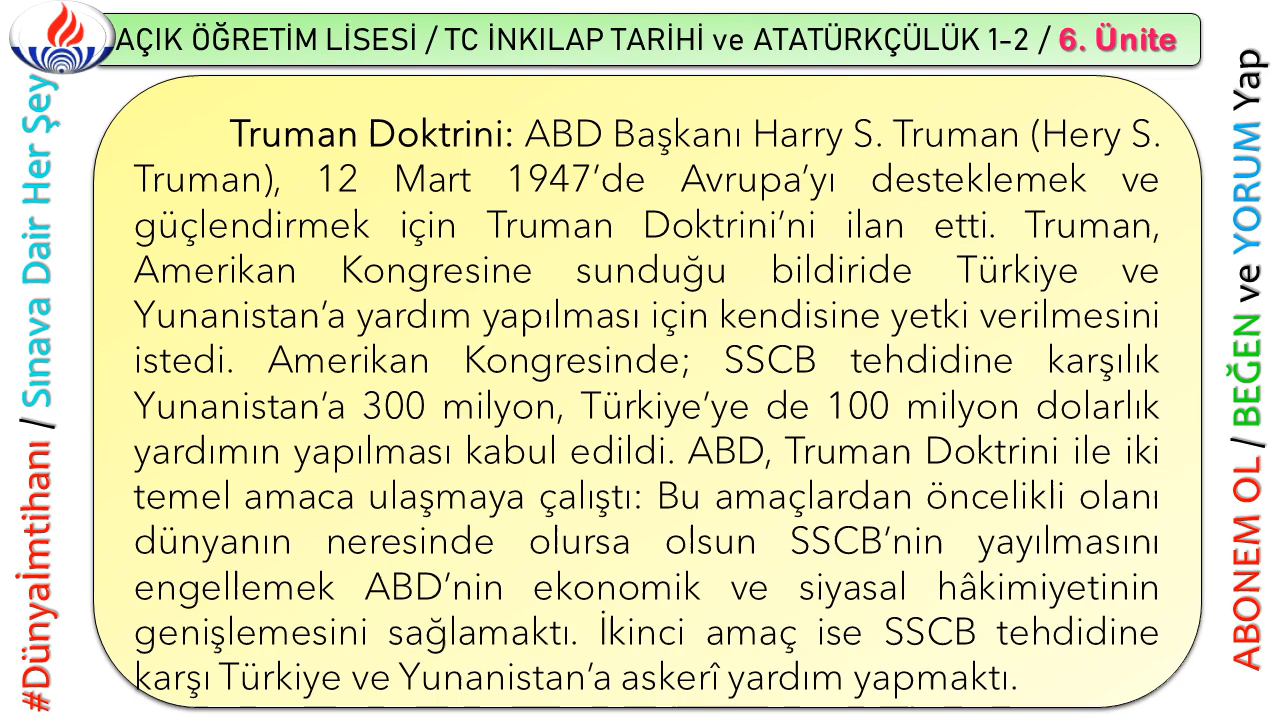 AÇIK ÖĞRETİM LİSESİ / TC İNKILAP TARİHİ ve ATATÜRKÇÜLÜK 1-2 / 6. Ünite
#Dünyaİmtihanı / Sınava Dair Her Şey
Truman Doktrini: ABD Başkanı Harry S. Truman (Hery S.
Truman), 12 Mart 1947’de Avrupa’yı desteklemek ve
güçlendirmek için Truman Doktrini’ni ilan etti. Truman,
Amerikan Kongresine sunduğu bildiride Türkiye ve
Yunanistan’a yardım yapılması için kendisine yetki verilmesini
istedi. Amerikan Kongresinde; SSCB tehdidine karşılık
Yunanistan’a 300 milyon, Türkiye’ye de 100 milyon dolarlık
yardımın yapılması kabul edildi. ABD, Truman Doktrini ile iki
temel amaca ulaşmaya çalıştı: Bu amaçlardan öncelikli olanı
dünyanın neresinde olursa olsun SSCB’nin yayılmasını
engellemek ABD’nin ekonomik ve siyasal hâkimiyetinin
genişlemesini sağlamaktı. İkinci amaç ise SSCB tehdidine
karşı Türkiye ve Yunanistan’a askerî yardım yapmaktı.
ABONEM OL / BEĞEN ve YORUM Yap